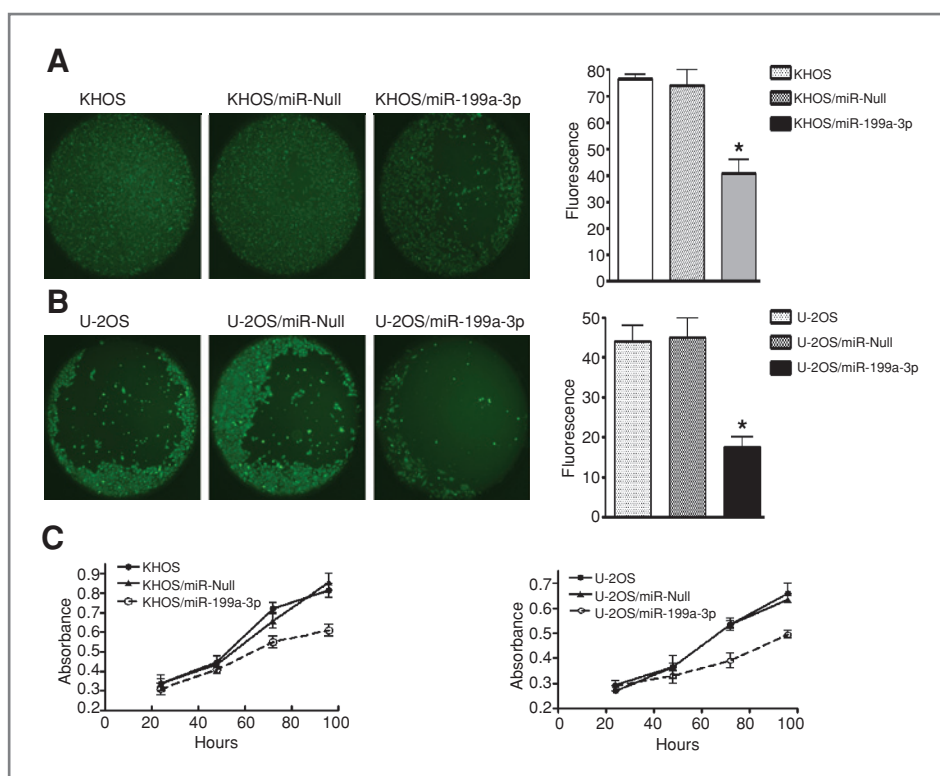 A
KHOS
KHOS/miR-Null
KHOS/miR-199a-3p
80
70
60
50
40
30
20
10
0
Fluorescence
*
KHOS
KHOS/miR-Null
KHOS/miR-199a-3p
B
U-2OS
U-2OS/miR-Null
U-2OS/miR-199a-3p
50
40
30
20
10
0
Fluorescence
*
U-2OS
U-2OS/miR-Null
U-2OS/miR-199a-3p
C
KHOS
KHOS/miR-Null
KHOS/miR-199a-3p
0.9
0.8
0.7
0.6
0.5
0.4
0.3
0.2
Absorbance
0 20 40 60 80 100
Hours
U-2OS
U-2OS/miR-Null
U-2OS/miR-199a-3p
0.7
0.6
0.5
0.4
0.3
0.2
Absorbance
0 20 40 60 80 100
Hours